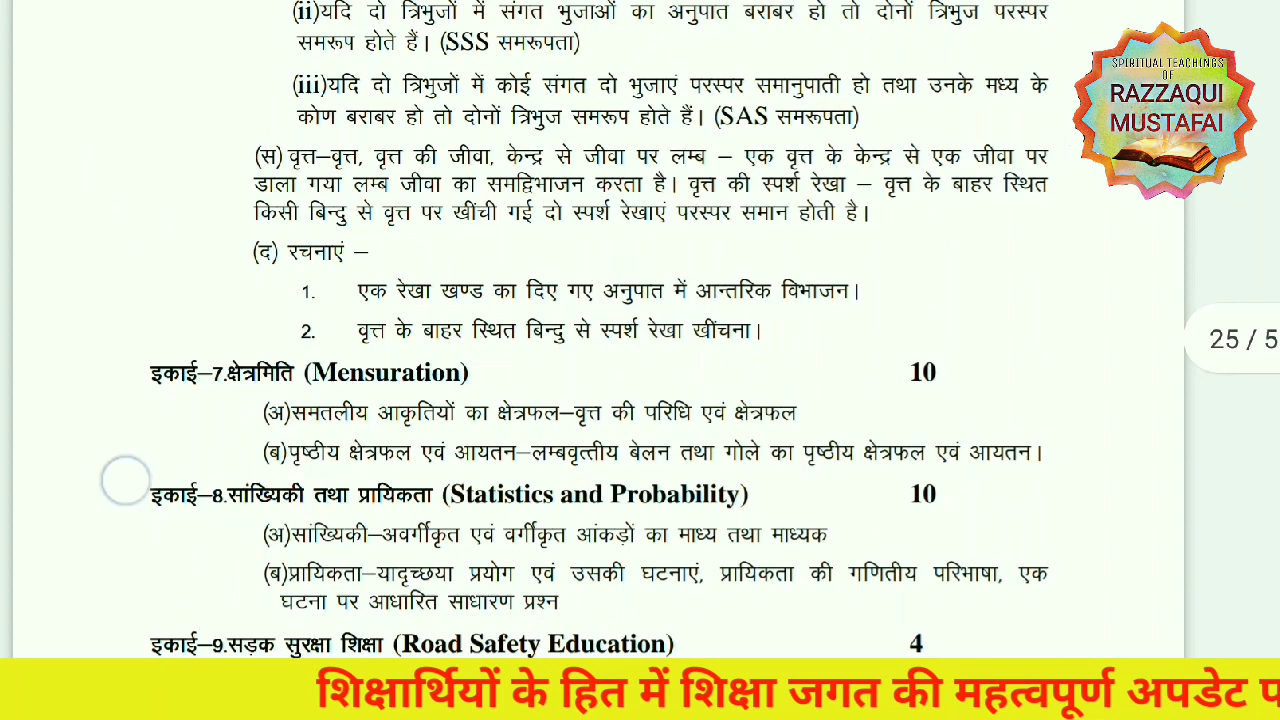 (ii)यदि दो त्रिभुजों में संगत भुजाओं का अनुपात बराबर हो तो दोनों त्रिभुज परस्पर
समरूप होते हैं। (SSS समरूपता)
(iii)यदि दो त्रिभुजों में कोई संगत दो भुजाएं परस्पर समानुपाती हो तथा उनके मध्य के
कोण बराबर हो तो दोनों त्रिभुज समरूप होते हैं। (SAS समरूपता)
(स) वृत्त–वृत्त, वृत्त की जीवा, केन्द्र से जीवा पर लम्ब – एक वृत्त के केन्द्र से एक जीवा पर
डाला गया लम्ब जीवा का समद्विभाजन करता है। वृत्त की स्पर्श रेखा – वृत्त के बाहर स्थित
किसी बिन्दु से वृत्त पर खींची गई दो स्पर्श रेखाएं परस्पर समान होती है।
(द) रचनाएं –
1. एक रेखा खण्ड का दिए गए अनुपात में आन्तरिक विभाजन।
2. वृत्त के बाहर स्थित बिन्दु से स्पर्श रेखा खींचना।
इकाई–7.क्षेत्रमिति (Mensuration) 10
(अ)समतलीय आकृतियों का क्षेत्रफल–वृत्त की परिधि एवं क्षेत्रफल
(ब)पृष्ठीय क्षेत्रफल एवं आयतन–लम्बवृत्तीय बेलन तथा गोले का पृष्ठीय क्षेत्रफल एवं आयतन।
इकाई–8.सांख्यिकी तथा प्रायिकता (Statistics and Probability) 10
(अ)सांख्यिकी–अवर्गीकृत एवं वर्गीकृत आंकड़ों का माध्य तथा माध्यक
(ब)प्रायिकता–यादृच्छया प्रयोग एवं उसकी घटनाएं, प्रायिकता की गणितीय परिभाषा, एक
घटना पर आधारित साधारण प्रश्न
इकाई–9.सड़क सुरक्षा शिक्षा (Road Safety Education) 4
SPIRITUAL TEACHINGS
OF
RAZZAQUI
MUSTAFAI
25 / 5
शिक्षार्थियों के हित में शिक्षा जगत की महत्वपूर्ण अपडेट